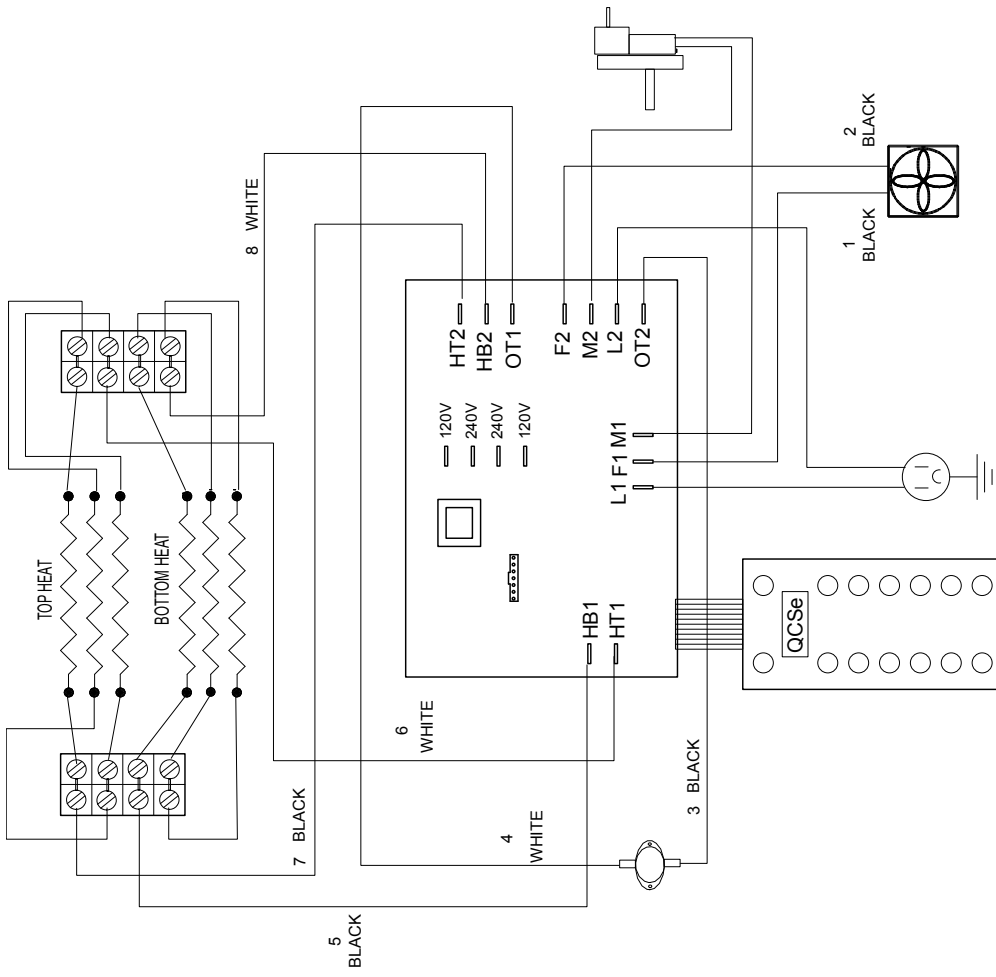 2
BLACK
1
BLACK
8 WHITE
HT2
HB2
OT1
F2
M2
L2
OT2
120V
240V
240V
120V
L1
F1
M1
TOP HEAT
BOTTOM HEAT
HB1
HT1
QCSe
6
WHITE
7 BLACK
4
WHITE
3 BLACK
5
BLACK